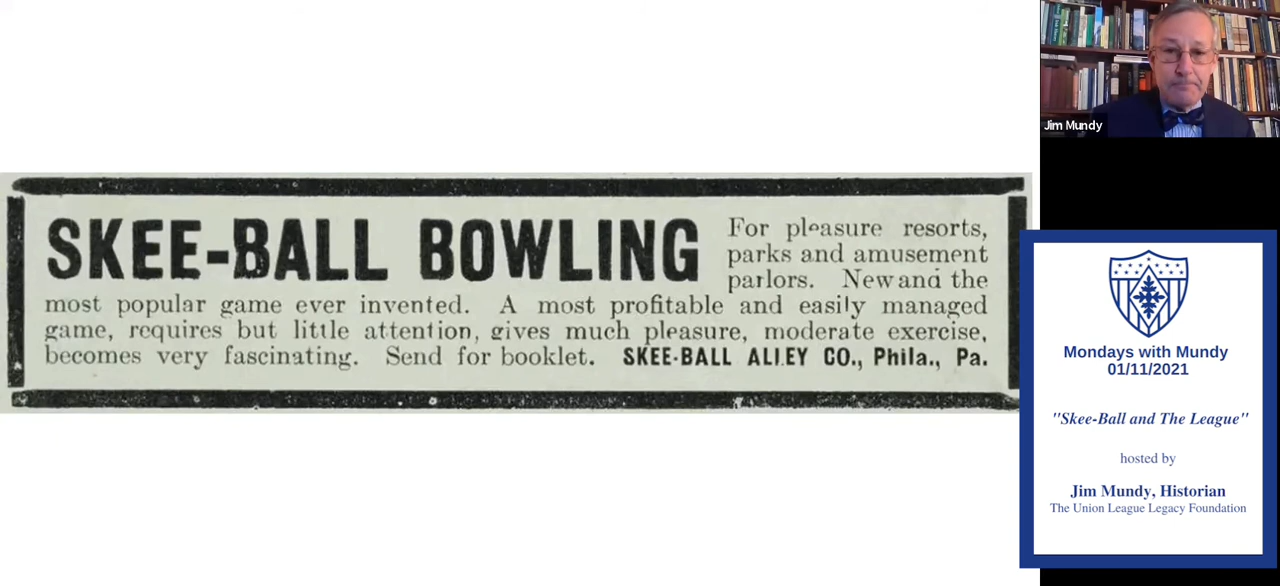 SKEE-BALL BOWLING
For pleasure resorts,
parks and amusement
parlors. New and the
most popular game ever invented. A most profitable and easily managed
game, requires but little attention, gives much pleasure, moderate exercise,
becomes very fascinating. Send for booklet. SKEE-BALL ALLEY CO., Phila., Pa.
Jim Mundy
Mondays with Mundy
01/11/2021
"Skee-Ball and The League"
hosted by
Jim Mundy, Historian
The Union League Legacy Foundation